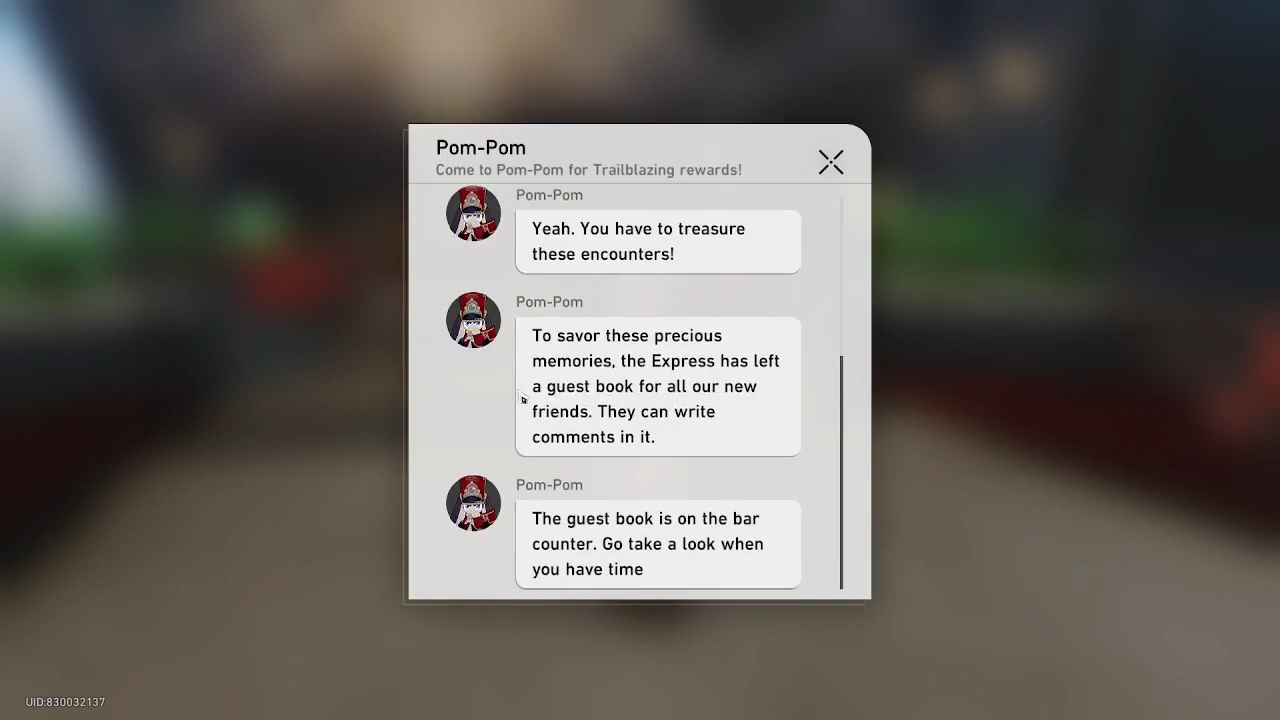 Pom-Pom
Come to Pom-Pom for Trailblazing rewards!
Pom-Pom
Yeah. You have to treasure
these encounters!
Pom-Pom
To savor these precious
memories, the Express has left
a guest book for all our new
friends. They can write
comments in it.
Pom-Pom
The guest book is on the bar
counter. Go take a look when
you have time
UID:830032137